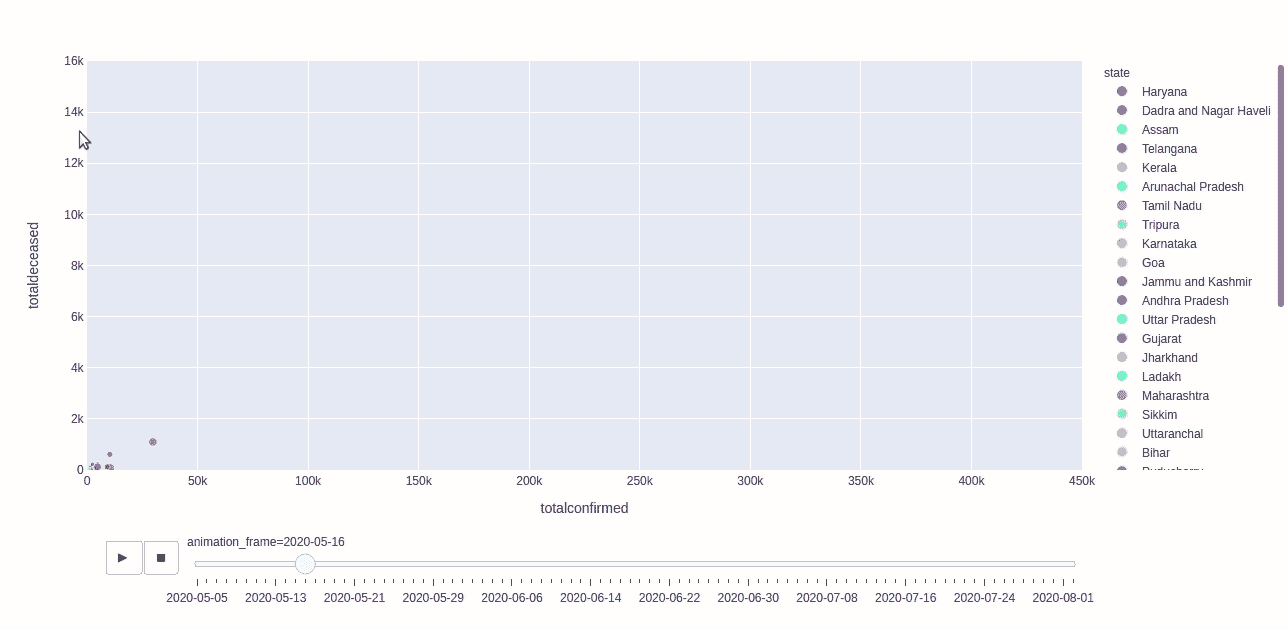 16k
14k
12k
10k
8k
6k
4k
2k
0
totaldeceased
0 50k 100k 150k 200k 250k 300k 350k 400k 450k
totalconfirmed
state
Haryana
Dadra and Nagar Haveli
Assam
Telangana
Kerala
Arunachal Pradesh
Tamil Nadu
Tripura
Karnataka
Goa
Jammu and Kashmir
Andhra Pradesh
Uttar Pradesh
Gujarat
Jharkhand
Ladakh
Maharashtra
Sikkim
Uttaranchal
Bihar
animation_frame=2020-05-16
2020-05-05 2020-05-13 2020-05-21 2020-05-29 2020-06-06 2020-06-14 2020-06-22 2020-06-30 2020-07-08 2020-07-16 2020-07-24 2020-08-01